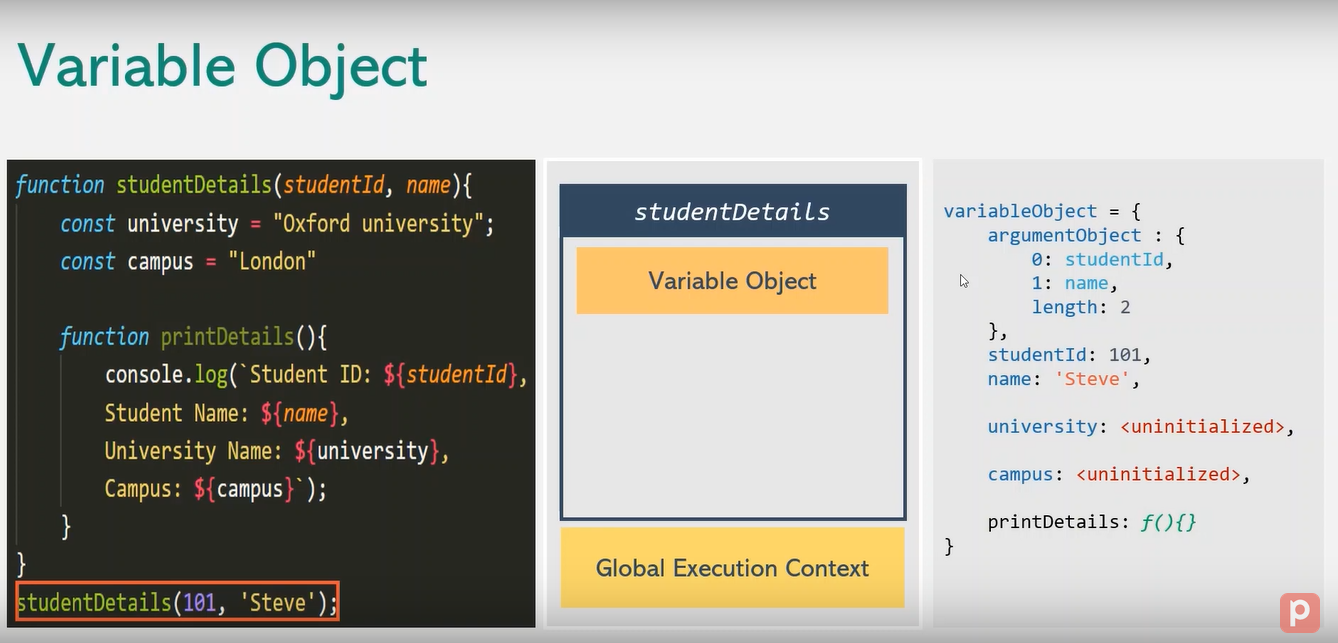 Variable Object
function studentDetails(studentId, name){
const university = "Oxford university";
const campus = "London"
function printDetails(){
console.log(`Student ID: ${studentId},
Student Name: ${name},
University Name: ${university},
Campus: ${campus}`);
}
}
studentDetails(101, 'Steve');
studentDetails
Variable Object
Global Execution Context
variableObject = {
argumentObject : {
0: studentId,
1: name,
length: 2
},
studentId: 101,
name: 'Steve',
university: <uninitialized>,
campus: <uninitialized>,
printDetails: f(){}
}
p